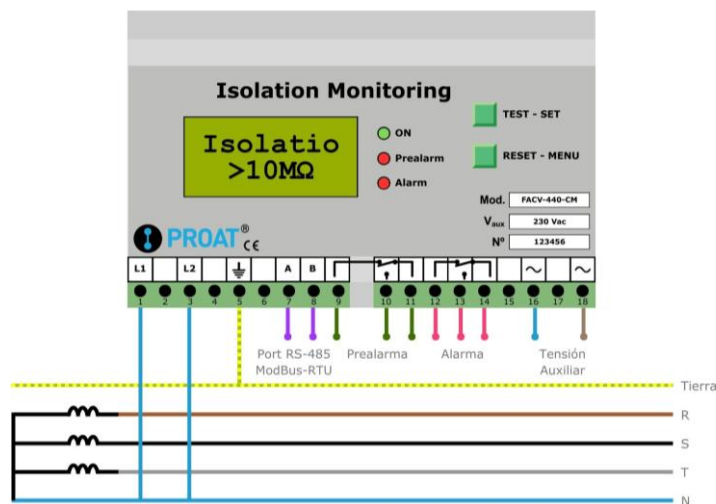 Isolation Monitoring
Isolatio
>10MΩ
ON
Prealarm
Alarm
TEST - SET
RESET - MENU
Mod. FACV-440-CM
Vaux 230 Vac
Nº 123456
PROAT® CE
L1 L2 A B ~ ~
1 2 3 4 5 6 7 8 9 10 11 12 13 14 15 16 17 18
Port RS-485
ModBus-RTU
Prealarma
Alarma
Tensión
Auxiliar
Tierra
R
S
T
N